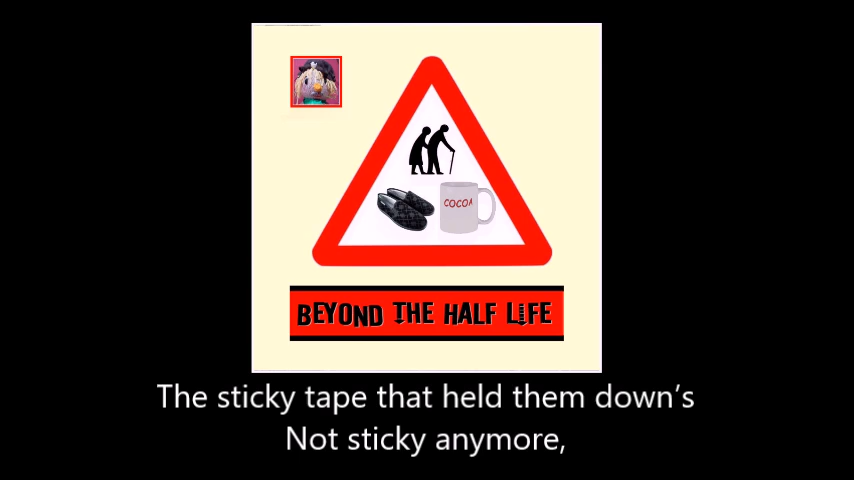 COCOA
BEYOND THE HALF LIFE
The sticky tape that held them down’s
Not sticky anymore,